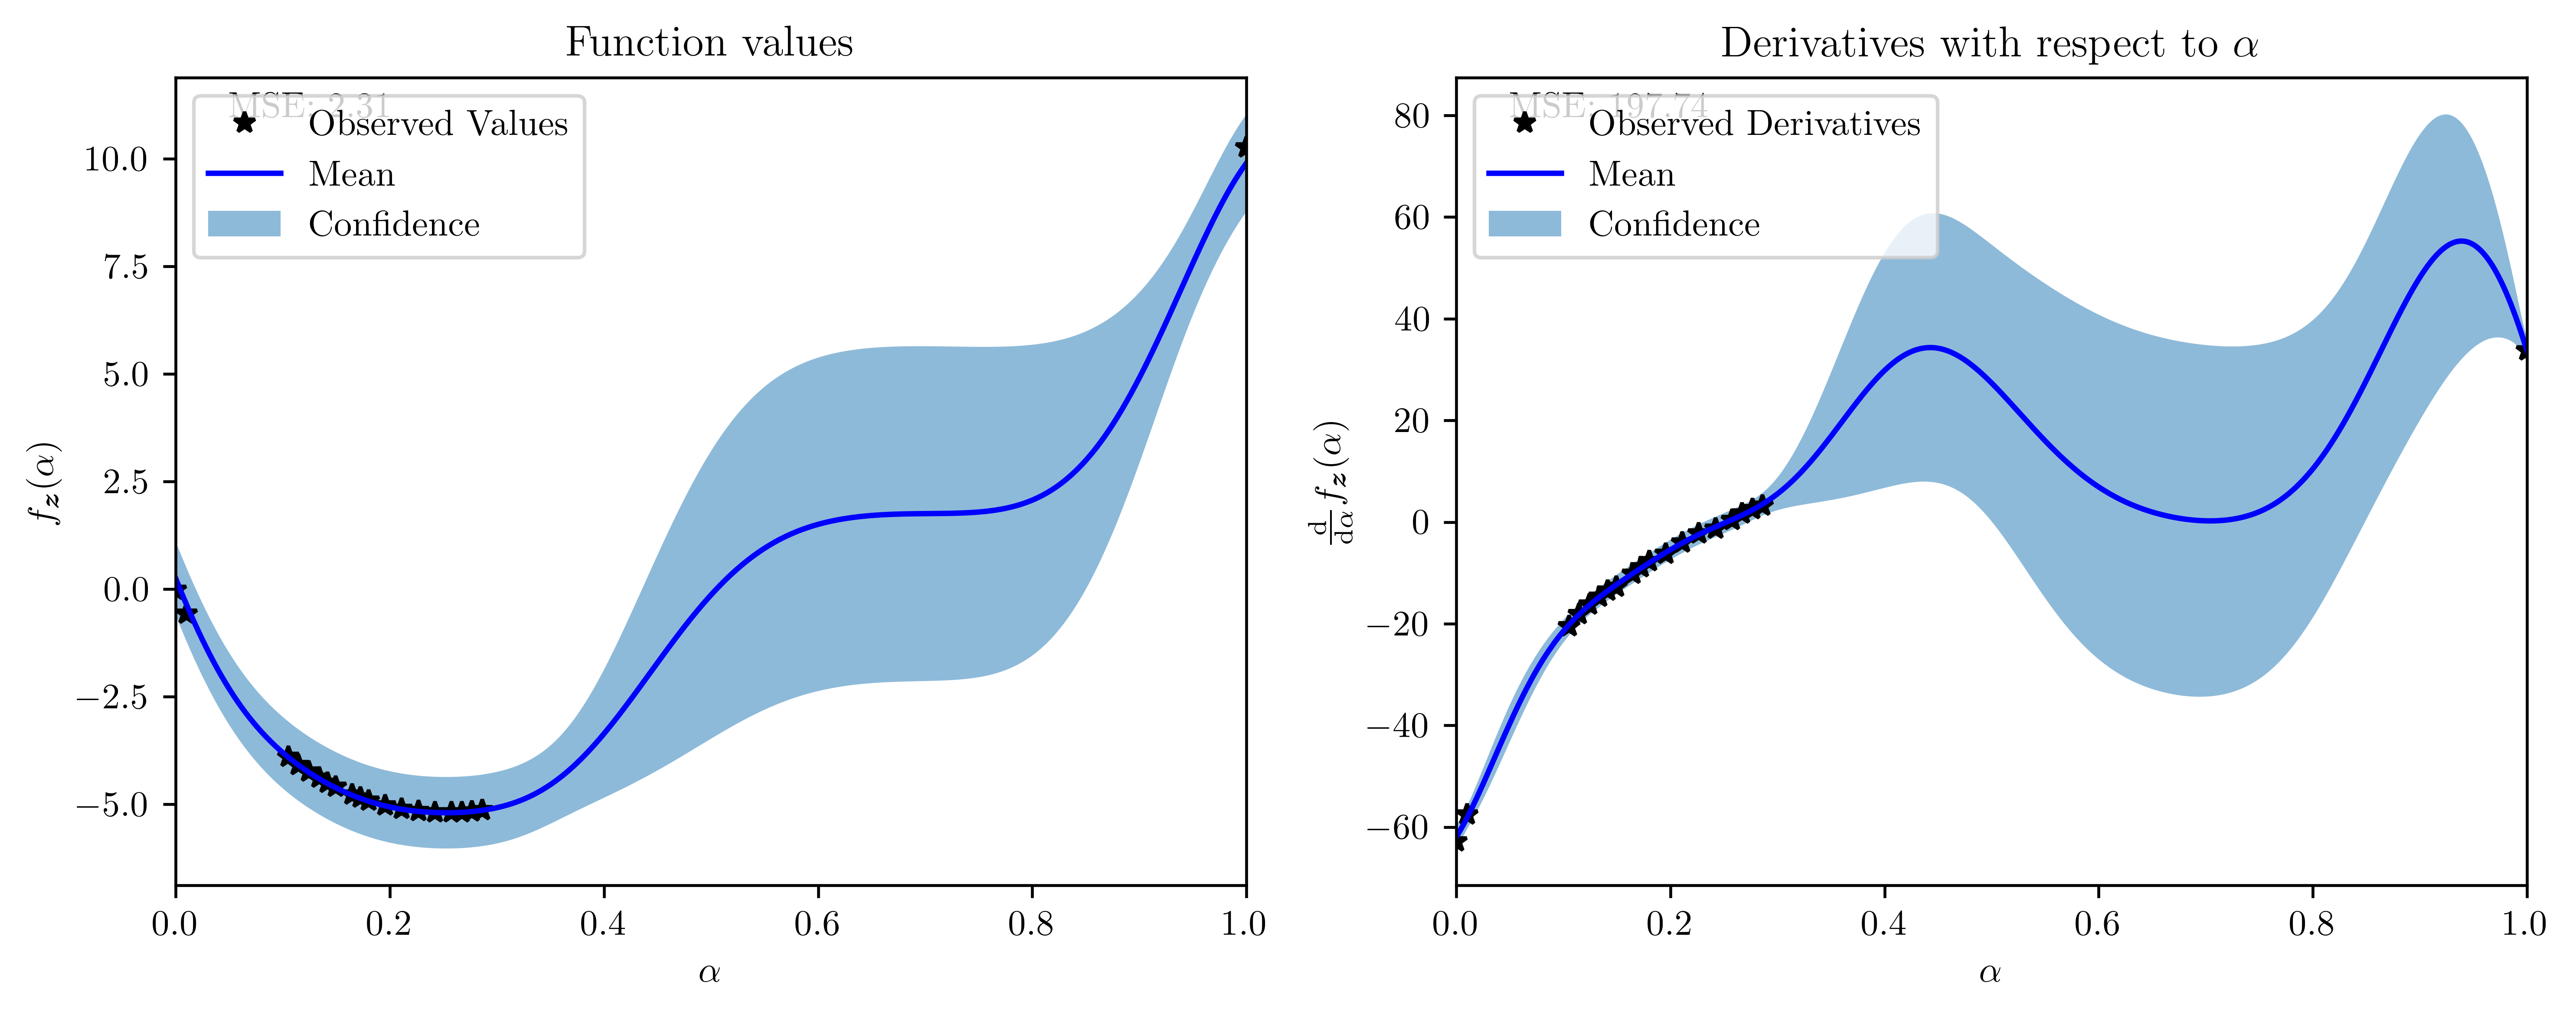 Function values
MSE: 2.31
Observed Values
Mean
Confidence
10.0
7.5
5.0
2.5
0.0
−2.5
−5.0
f_z(α)
0.0 0.2 0.4 0.6 0.8 1.0
α
Derivatives with respect to α
MSE: 197.74
Observed Derivatives
Mean
Confidence
80
60
40
20
0
−20
−40
−60
d/dα f_z(α)
0.0 0.2 0.4 0.6 0.8 1.0
α